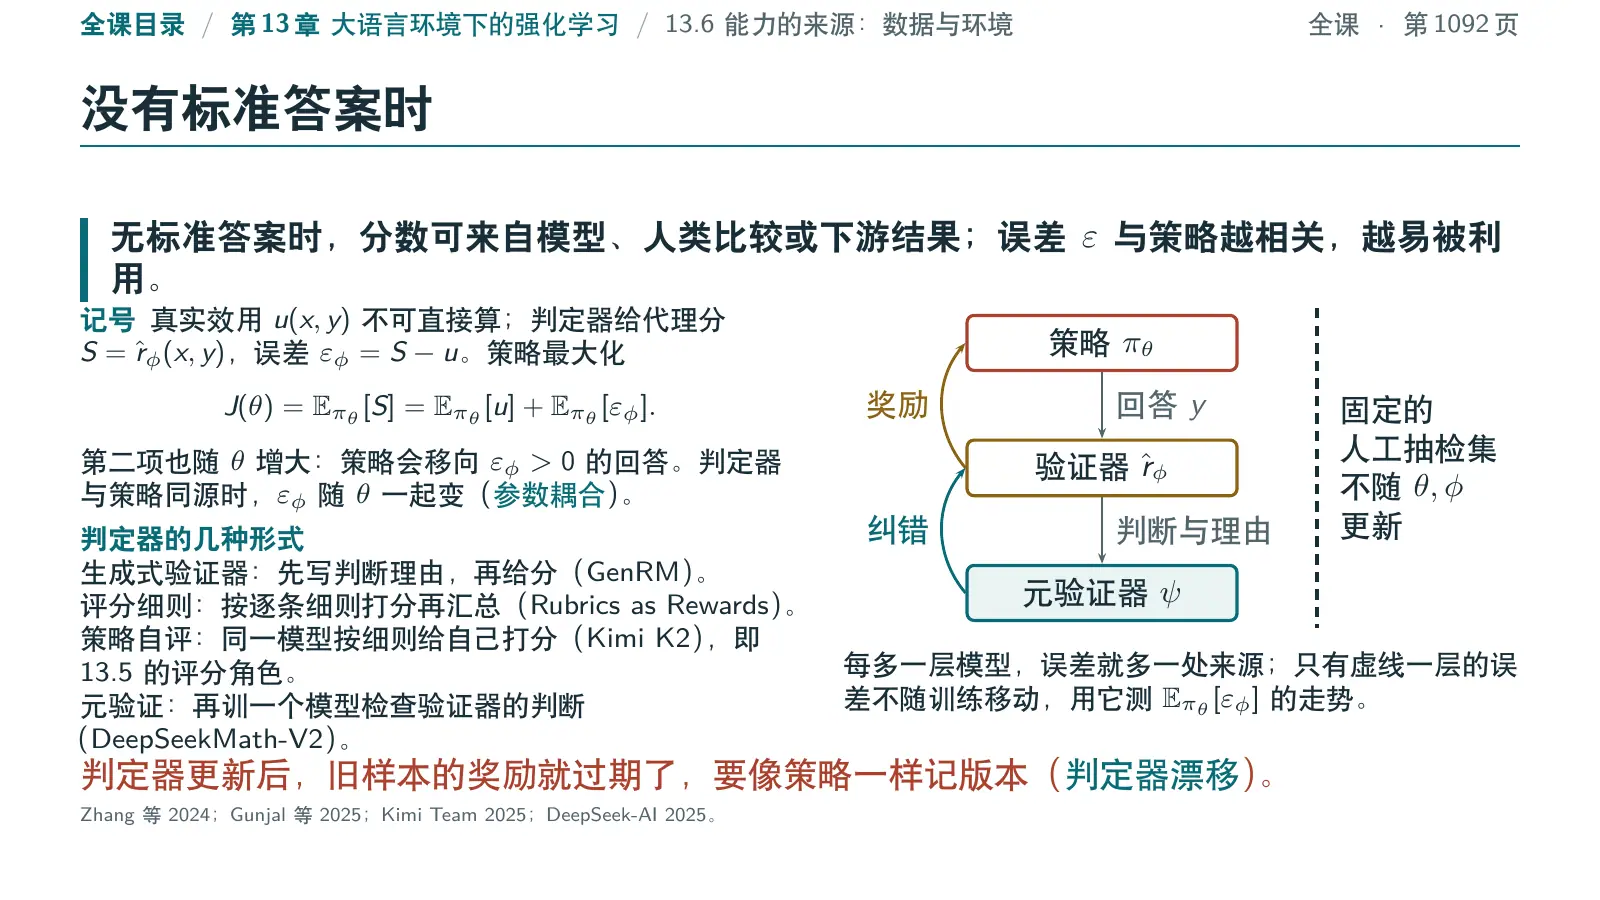 全课目录 / 第 13 章 大语言环境下的强化学习 / 13.6 能力的来源：数据与环境
全课 · 第 1092 页
没有标准答案时
无标准答案时，分数可来自模型、人类比较或下游结果；误差 ε 与策略越相关，越易被利
用。
记号 真实效用 u(x, y) 不可直接算；判定器给代理分
S = r̂_ϕ(x, y)，误差 ε_ϕ = S − u。策略最大化
J(θ) = 𝔼_{π_θ}[S] = 𝔼_{π_θ}[u] + 𝔼_{π_θ}[ε_ϕ].
第二项也随 θ 增大：策略会移向 ε_ϕ > 0 的回答。判定器
与策略同源时，ε_ϕ 随 θ 一起变（参数耦合）。
判定器的几种形式
生成式验证器：先写判断理由，再给分（GenRM）。
评分细则：按逐条细则打分再汇总（Rubrics as Rewards）。
策略自评：同一模型按细则给自己打分（Kimi K2），即
13.5 的评分角色。
元验证：再训一个模型检查验证器的判断
（DeepSeekMath-V2）。
策略 π_θ
奖励
回答 y
验证器 r̂_ϕ
纠错
判断与理由
元验证器 ψ
固定的
人工抽检集
不随 θ, ϕ
更新
每多一层模型，误差就多一处来源；只有虚线一层的误
差不随训练移动，用它测 𝔼_{π_θ}[ε_ϕ] 的走势。
判定器更新后，旧样本的奖励就过期了，要像策略一样记版本（判定器漂移）。
Zhang 等 2024；Gunjal 等 2025；Kimi Team 2025；DeepSeek-AI 2025。